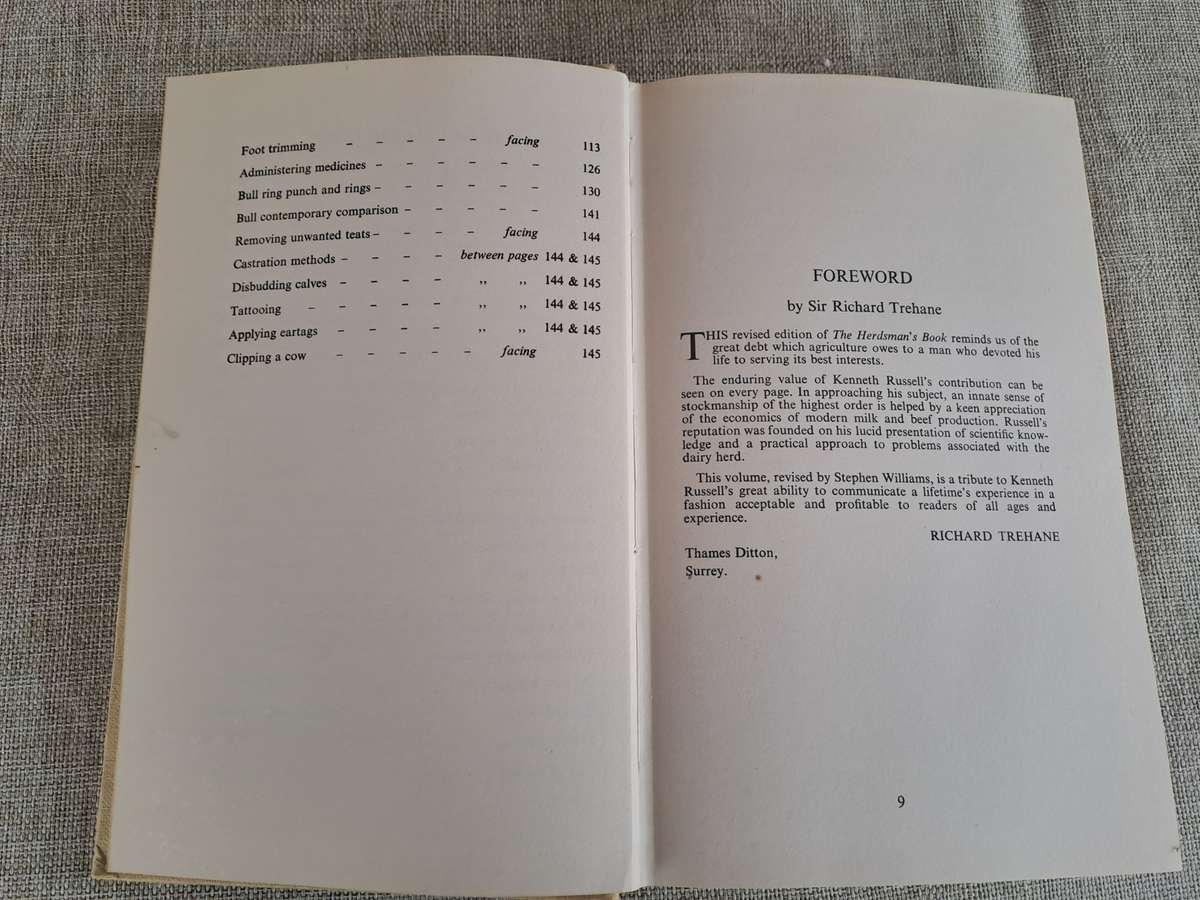 Foot trimming – – – – – facing 113
Administering medicines – – – – – – 126
Bull ring punch and rings – – – – – – 130
Bull contemporary comparison – – – – – 141
Removing unwanted teats – – – – facing 144
Castration methods – – – – between pages 144 & 145
Disbudding calves – – – – ,, ,, 144 & 145
Tattooing – – – – – ,, ,, 144 & 145
Applying eartags – – – – ,, ,, 144 & 145
Clipping a cow – – – – – facing 145
FOREWORD
by Sir Richard Trehane
THIS revised edition of The Herdsman's Book reminds us of the
great debt which agriculture owes to a man who devoted his
life to serving its best interests.
The enduring value of Kenneth Russell's contribution can be
seen on every page. In approaching his subject, an innate sense of
stockmanship of the highest order is helped by a keen appreciation
of the economics of modern milk and beef production. Russell's
reputation was founded on his lucid presentation of scientific know-
ledge and a practical approach to problems associated with the
dairy herd.
This volume, revised by Stephen Williams, is a tribute to Kenneth
Russell's great ability to communicate a lifetime's experience in a
fashion acceptable and profitable to readers of all ages and
experience.
RICHARD TREHANE
Thames Ditton,
Surrey.
9